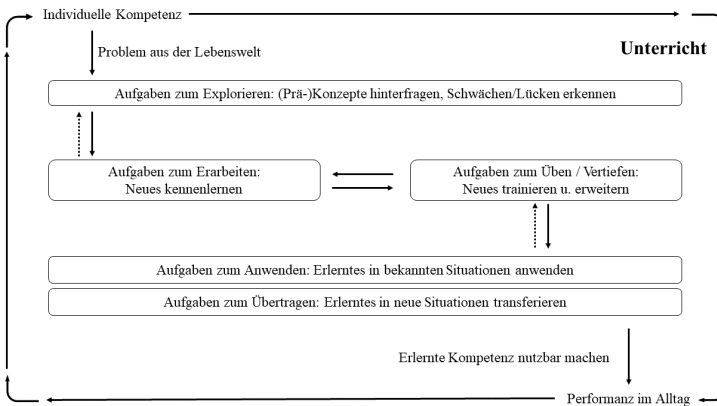 Individuelle Kompetenz
Problem aus der Lebenswelt
Unterricht
Aufgaben zum Explorieren: (Prä-)Konzepte hinterfragen, Schwächen/Lücken erkennen
Aufgaben zum Erarbeiten:
Neues kennenlernen
Aufgaben zum Üben / Vertiefen:
Neues trainieren u. erweitern
Aufgaben zum Anwenden: Erlerntes in bekannten Situationen anwenden
Aufgaben zum Übertragen: Erlerntes in neue Situationen transferieren
Erlernte Kompetenz nutzbar machen
Performanz im Alltag